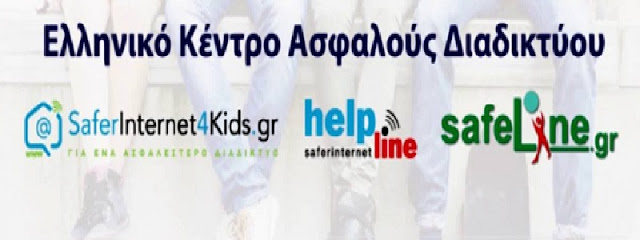 Ελληνικό Κέντρο Ασφαλούς Διαδικτύου
@ SaferInternet4Kids.gr
ΓΙΑ ΕΝΑ ΑΣΦΑΛΕΣΤΕΡΟ ΔΙΑΔΙΚΤΥΟ
help
saferinternet line
safeLine.gr